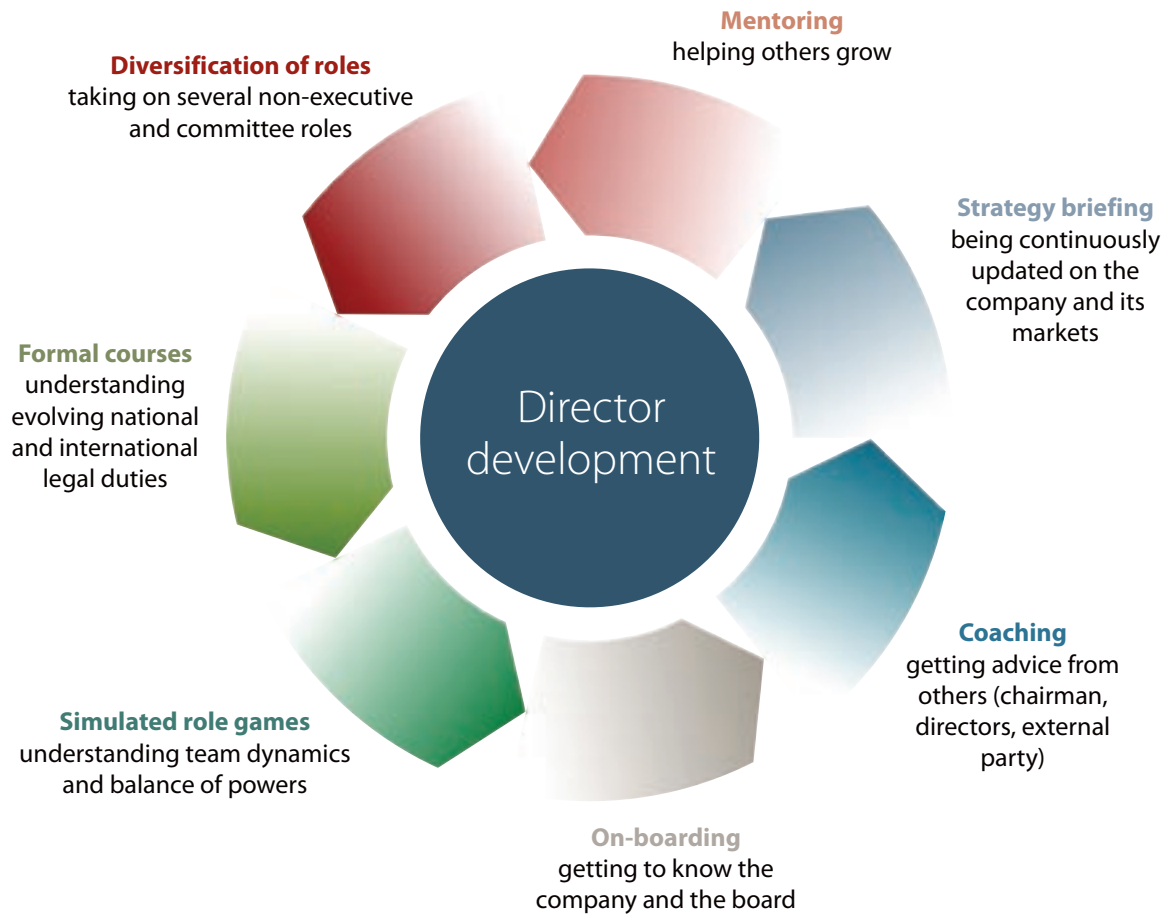 Mentoring
helping others grow
Diversification of roles
taking on several non-executive
and committee roles
Strategy briefing
being continuously
updated on the
company and its
markets
Formal courses
understanding
evolving national
and international
legal duties
Director
development
Coaching
getting advice from
others (chairman,
directors, external
party)
Simulated role games
understanding team dynamics
and balance of powers
On-boarding
getting to know the
company and the board